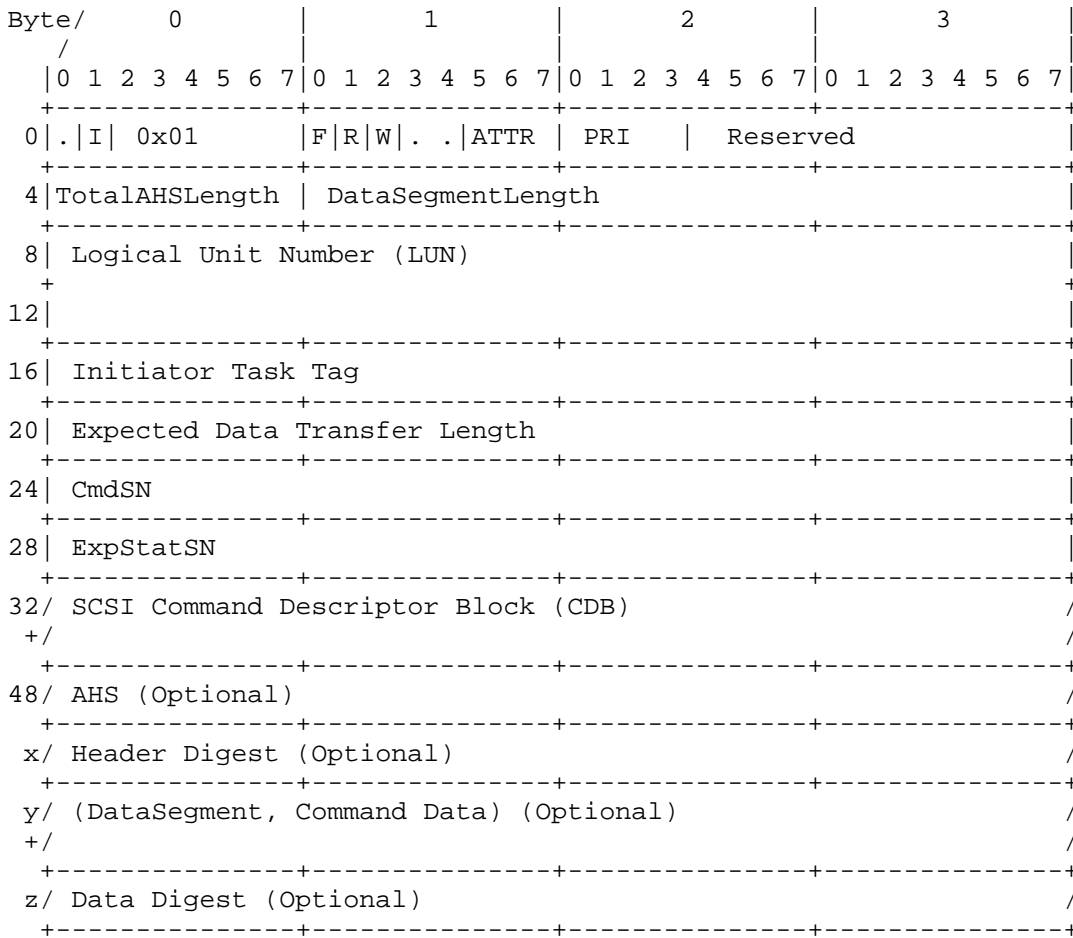 Byte/     0       |       1       |       2       |       3       |
   /              |               |               |               |
  |0 1 2 3 4 5 6 7|0 1 2 3 4 5 6 7|0 1 2 3 4 5 6 7|0 1 2 3 4 5 6 7|
  +---------------+---------------+---------------+---------------+
 0|.|I| 0x01      |F|R|W|. .|ATTR | PRI   |  Reserved             |
  +---------------+---------------+---------------+---------------+
 4|TotalAHSLength | DataSegmentLength                             |
  +---------------+---------------+---------------+---------------+
 8| Logical Unit Number (LUN)                                     |
  +                                                               +
12|                                                               |
  +---------------+---------------+---------------+---------------+
16| Initiator Task Tag                                            |
  +---------------+---------------+---------------+---------------+
20| Expected Data Transfer Length                                 |
  +---------------+---------------+---------------+---------------+
24| CmdSN                                                         |
  +---------------+---------------+---------------+---------------+
28| ExpStatSN                                                     |
  +---------------+---------------+---------------+---------------+
32/ SCSI Command Descriptor Block (CDB)                           /
 +/                                                               /
  +---------------+---------------+---------------+---------------+
48/ AHS (Optional)                                                /
  +---------------+---------------+---------------+---------------+
 x/ Header Digest (Optional)                                      /
  +---------------+---------------+---------------+---------------+
 y/ (DataSegment, Command Data) (Optional)                        /
 +/                                                               /
  +---------------+---------------+---------------+---------------+
 z/ Data Digest (Optional)                                        /
  +---------------+---------------+---------------+---------------+